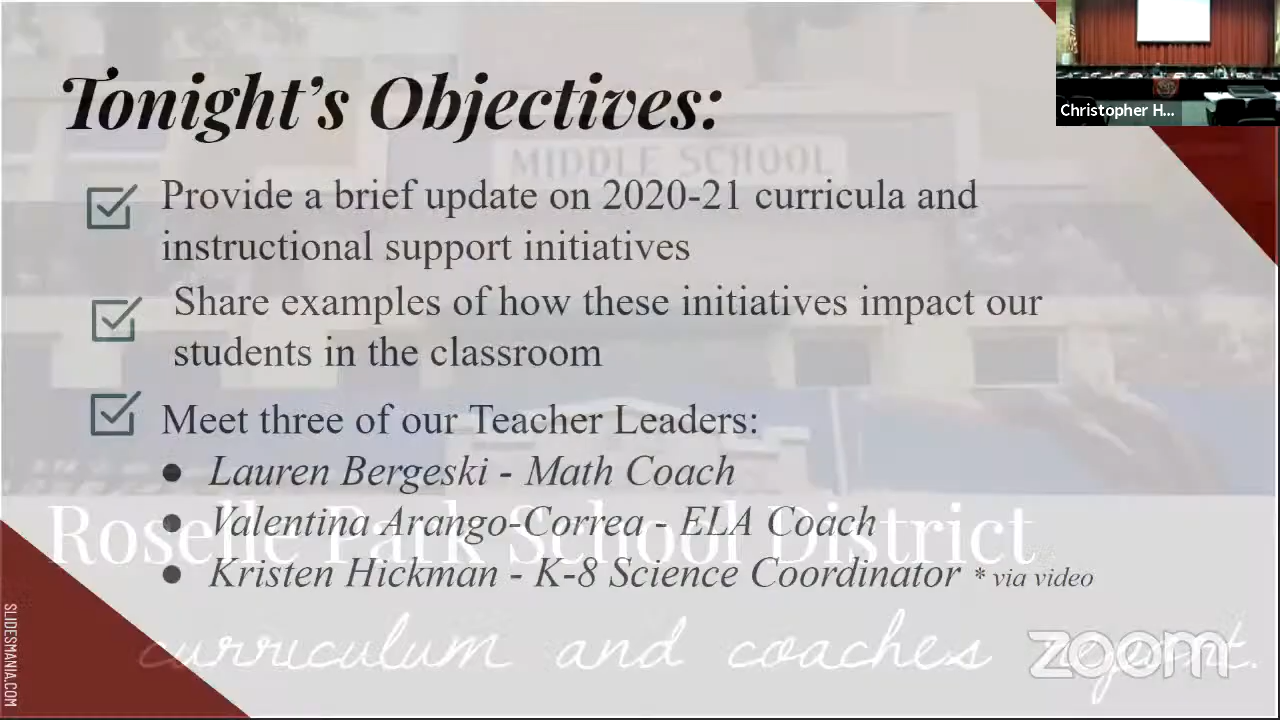 Tonight's Objectives:
Christopher H...
MIDDLE SCHOOL
Provide a brief update on 2020-21 curricula and
instructional support initiatives
Share examples of how these initiatives impact our
students in the classroom
Meet three of our Teacher Leaders:
Lauren Bergeski - Math Coach
Roselle Park School District
Valentina Arango-Correa - ELA Coach
Kristen Hickman - K-8 Science Coordinator * via video
curriculum and coaches
zoom
SLIDESMANIA.COM